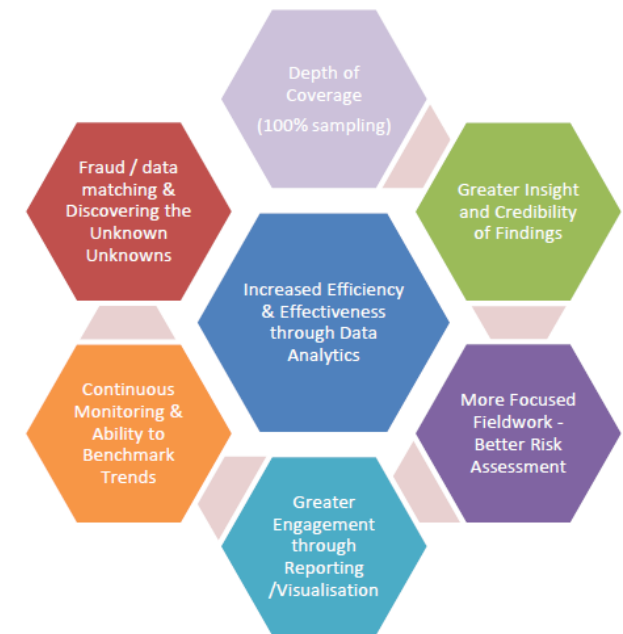 Depth of
Coverage
(100% sampling)
Greater Insight
and Credibility
of Findings
More Focused
Fieldwork -
Better Risk
Assessment
Greater
Engagement
through
Reporting
/Visualisation
Continuous
Monitoring &
Ability to
Benchmark
Trends
Fraud / data
matching &
Discovering the
Unknown
Unknowns
Increased Efficiency
& Effectiveness
through Data
Analytics